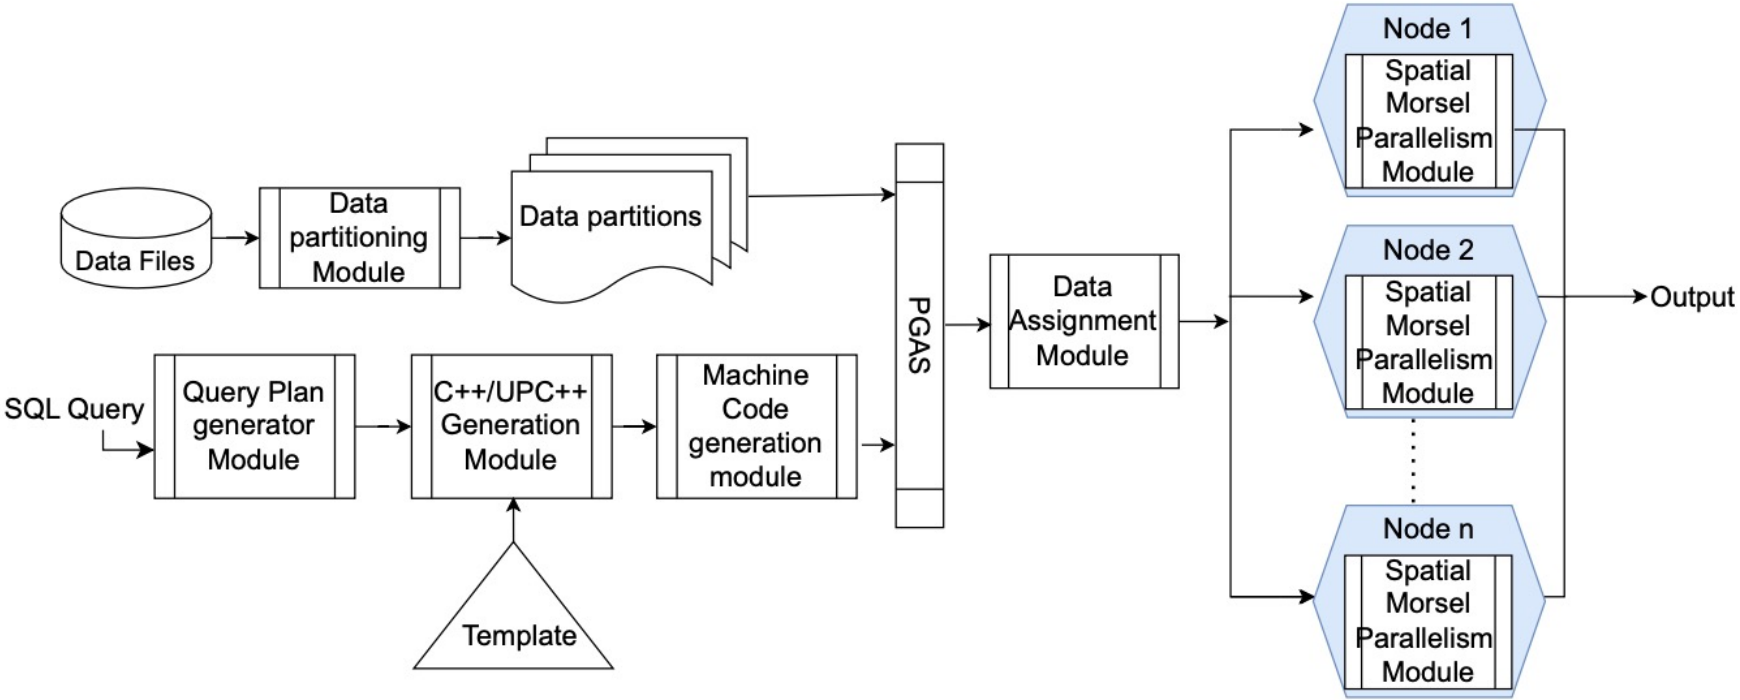 Data Files
Data
partitioning
Module
Data partitions
SQL Query
Query Plan
generator
Module
C++/UPC++
Generation
Module
Template
Machine
Code
generation
module
PGAS
Data
Assignment
Module
Node 1
Spatial
Morsel
Parallelism
Module
Node 2
Spatial
Morsel
Parallelism
Module
Node n
Spatial
Morsel
Parallelism
Module
Output